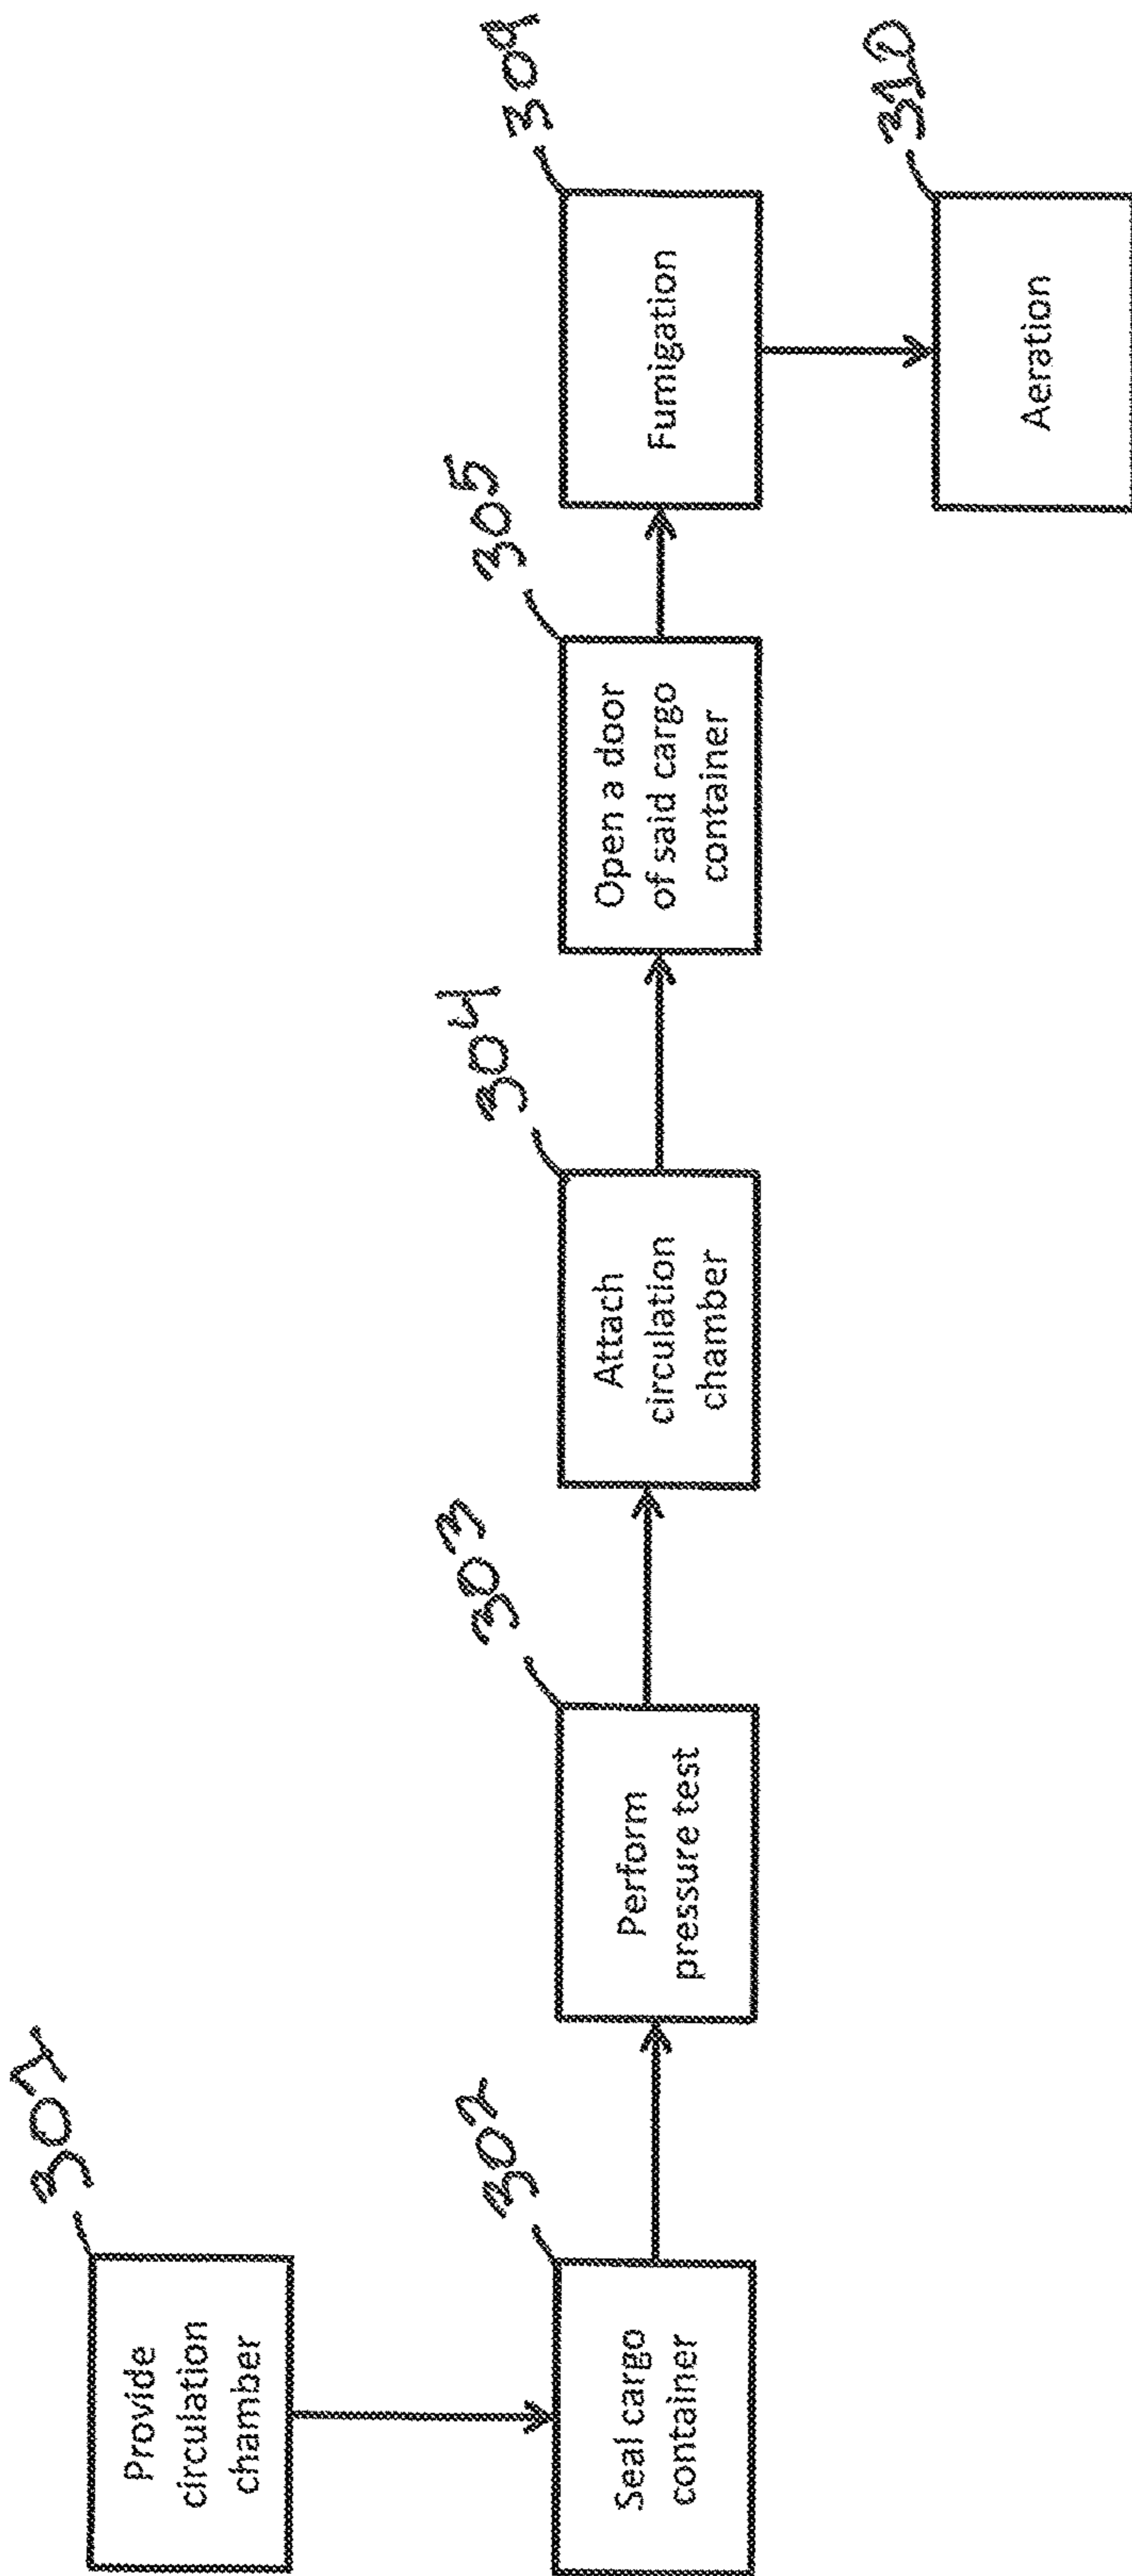 301
Provide
circulation
chamber
302
Seal cargo
container
303
Perform
pressure test
304
Attach
circulation
chamber
305
Open a door
of said cargo
container
309
Fumigation
310
Aeration